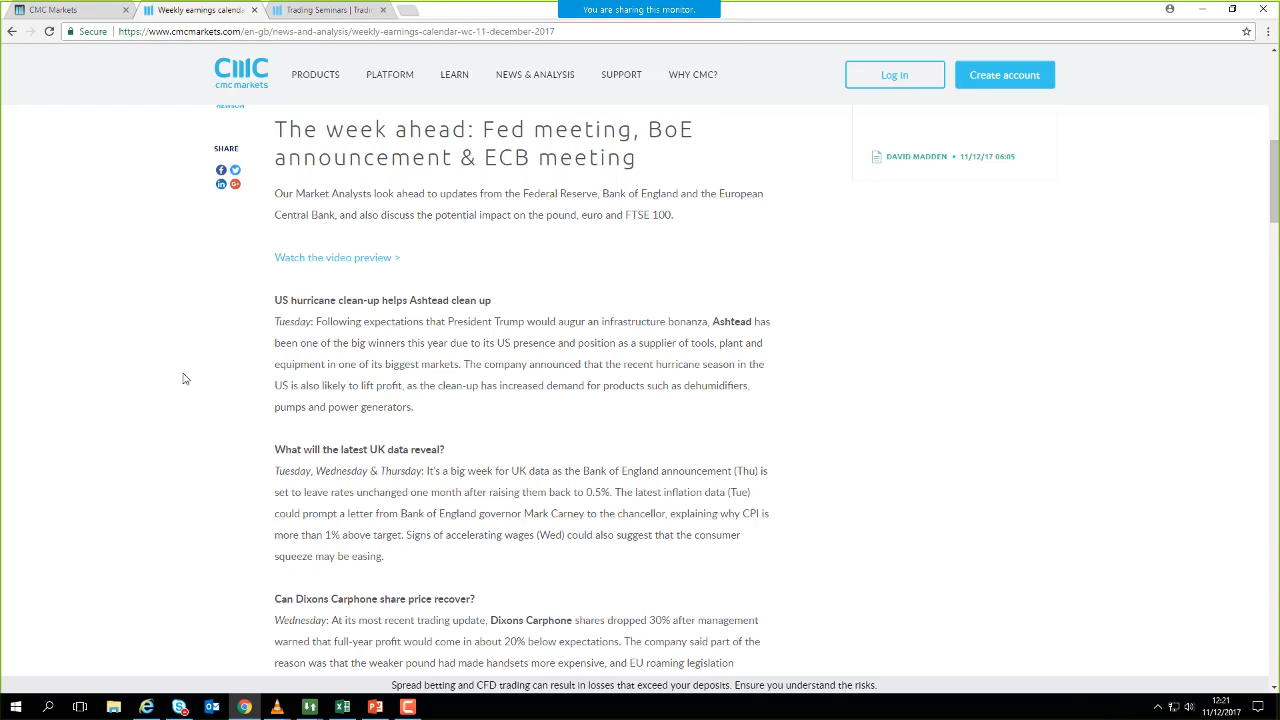 You are sharing this monitor.
CMC Markets
Weekly earnings calenda
Trading Seminars | Tradi
Secure
https://www.cmcmarkets.com/en-gb/news-and-analysis/weekly-earnings-calendar-wc-11-december-2017
cmc markets
PRODUCTS
PLATFORM
LEARN
NEWS & ANALYSIS
SUPPORT
WHY CMC?
Log in
Create account
NEWSON
SHARE
DAVID MADDEN • 11/12/17 06:05
The week ahead: Fed meeting, BoE
announcement & ECB meeting
Our Market Analysts look ahead to updates from the Federal Reserve, Bank of England and the European
Central Bank, and also discuss the potential impact on the pound, euro and FTSE 100.
Watch the video preview >
US hurricane clean-up helps Ashtead clean up
Tuesday: Following expectations that President Trump would augur an infrastructure bonanza, Ashtead has
been one of the big winners this year due to its US presence and position as a supplier of tools, plant and
equipment in one of its biggest markets. The company announced that the recent hurricane season in the
US is also likely to lift profit, as the clean-up has increased demand for products such as dehumidifiers,
pumps and power generators.
What will the latest UK data reveal?
Tuesday, Wednesday & Thursday: It's a big week for UK data as the Bank of England announcement (Thu) is
set to leave rates unchanged one month after raising them back to 0.5%. The latest inflation data (Tue)
could prompt a letter from Bank of England governor Mark Carney to the chancellor, explaining why CPI is
more than 1% above target. Signs of accelerating wages (Wed) could also suggest that the consumer
squeeze may be easing.
Can Dixons Carphone share price recover?
Wednesday: At its most recent trading update, Dixons Carphone shares dropped 30% after management
warned that full-year profit would come in about 20% below expectations. The company said part of the
reason was that the weaker pound had made handsets more expensive, and EU roaming legislation
Spread betting and CFD trading can result in losses that exceed your deposits. Ensure you understand the risks.
12:21
11/12/2017